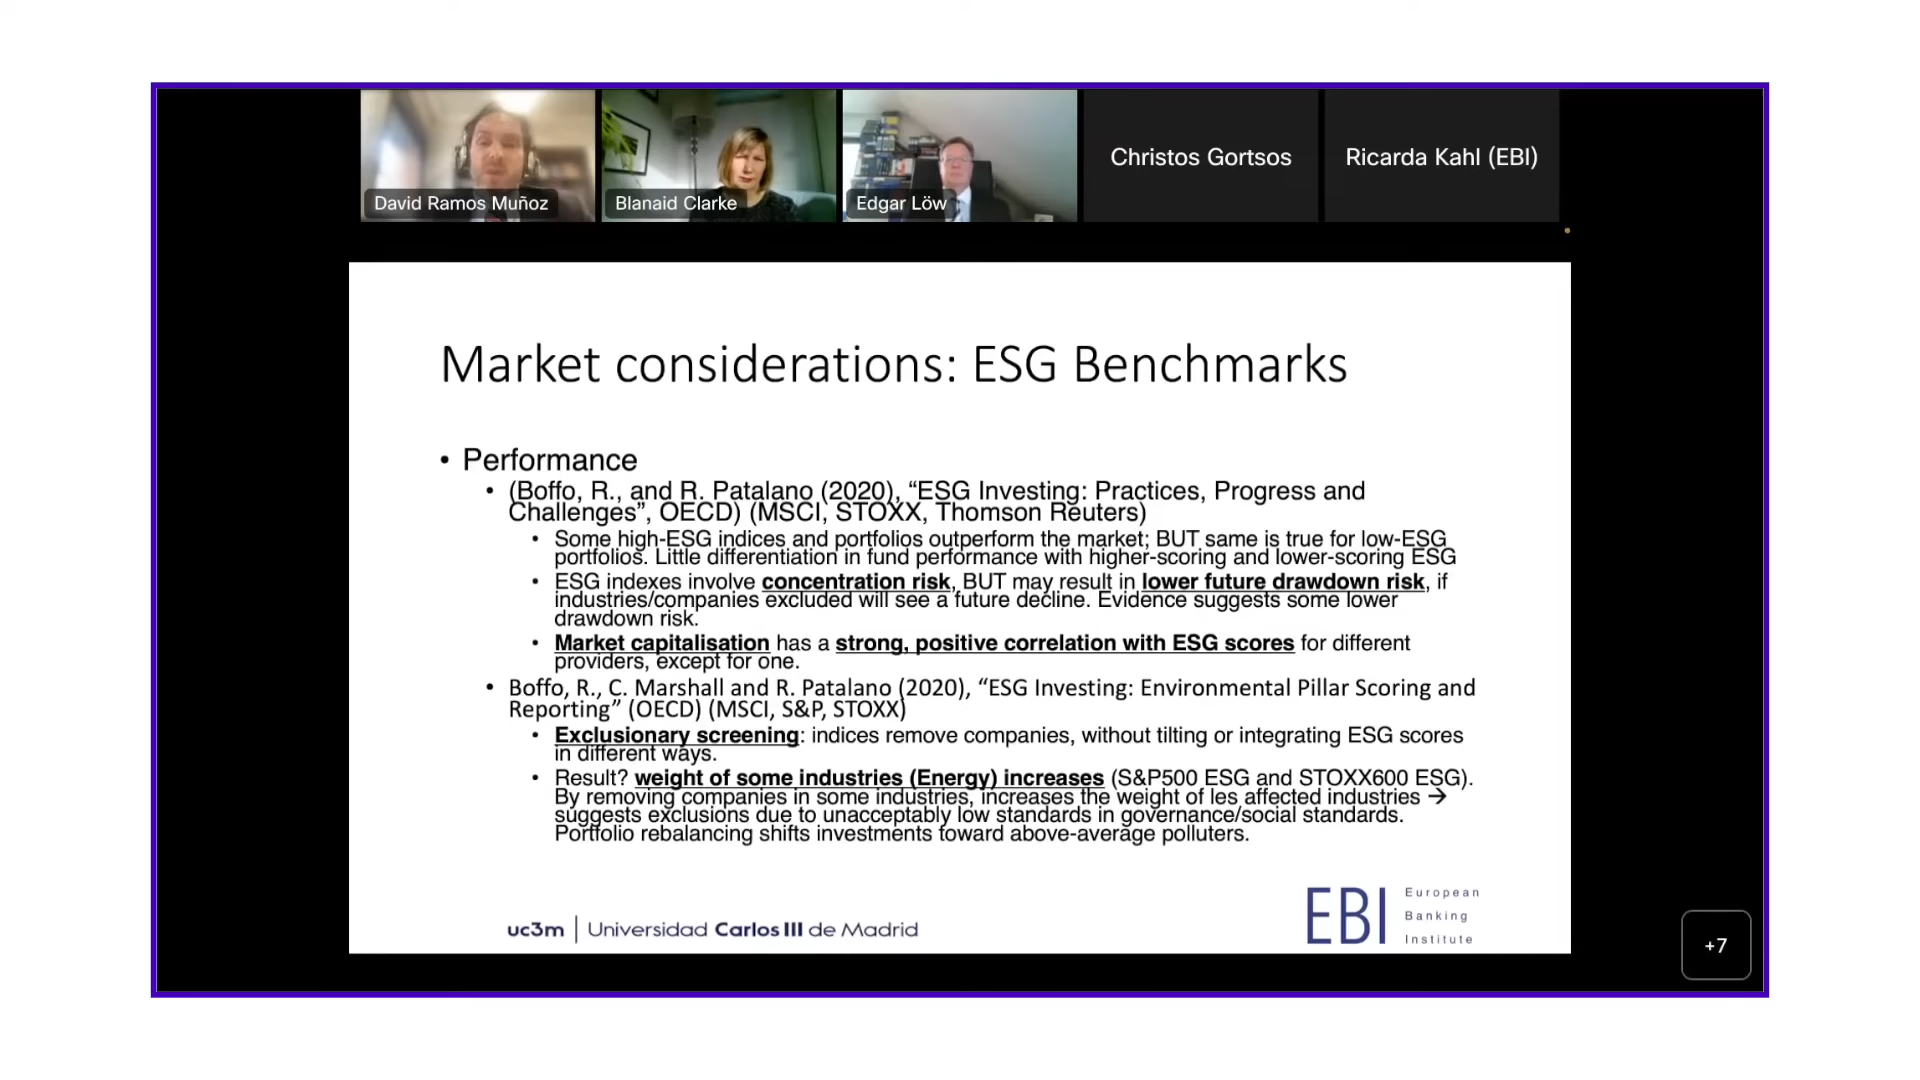 David Ramos Muñoz
Blanaid Clarke
Edgar Löw
Christos Gortsos
Ricarda Kahl (EBI)
Market considerations: ESG Benchmarks
• Performance
• (Boffo, R., and R. Patalano (2020), “ESG Investing: Practices, Progress and
Challenges”, OECD) (MSCI, STOXX, Thomson Reuters)
• Some high-ESG indices and portfolios outperform the market; BUT same is true for low-ESG
portfolios. Little differentiation in fund performance with higher-scoring and lower-scoring ESG
• ESG indexes involve concentration risk, BUT may result in lower future drawdown risk, if
industries/companies excluded will see a future decline. Evidence suggests some lower
drawdown risk.
• Market capitalisation has a strong, positive correlation with ESG scores for different
providers, except for one.
• Boffo, R., C. Marshall and R. Patalano (2020), “ESG Investing: Environmental Pillar Scoring and
Reporting” (OECD) (MSCI, S&P, STOXX)
• Exclusionary screening: indices remove companies, without tilting or integrating ESG scores
in different ways.
• Result? weight of some industries (Energy) increases (S&P500 ESG and STOXX600 ESG).
By removing companies in some industries, increases the weight of les affected industries →
suggests exclusions due to unacceptably low standards in governance/social standards.
Portfolio rebalancing shifts investments toward above-average polluters.
uc3m | Universidad Carlos III de Madrid
EBI
European
Banking
Institute
+7